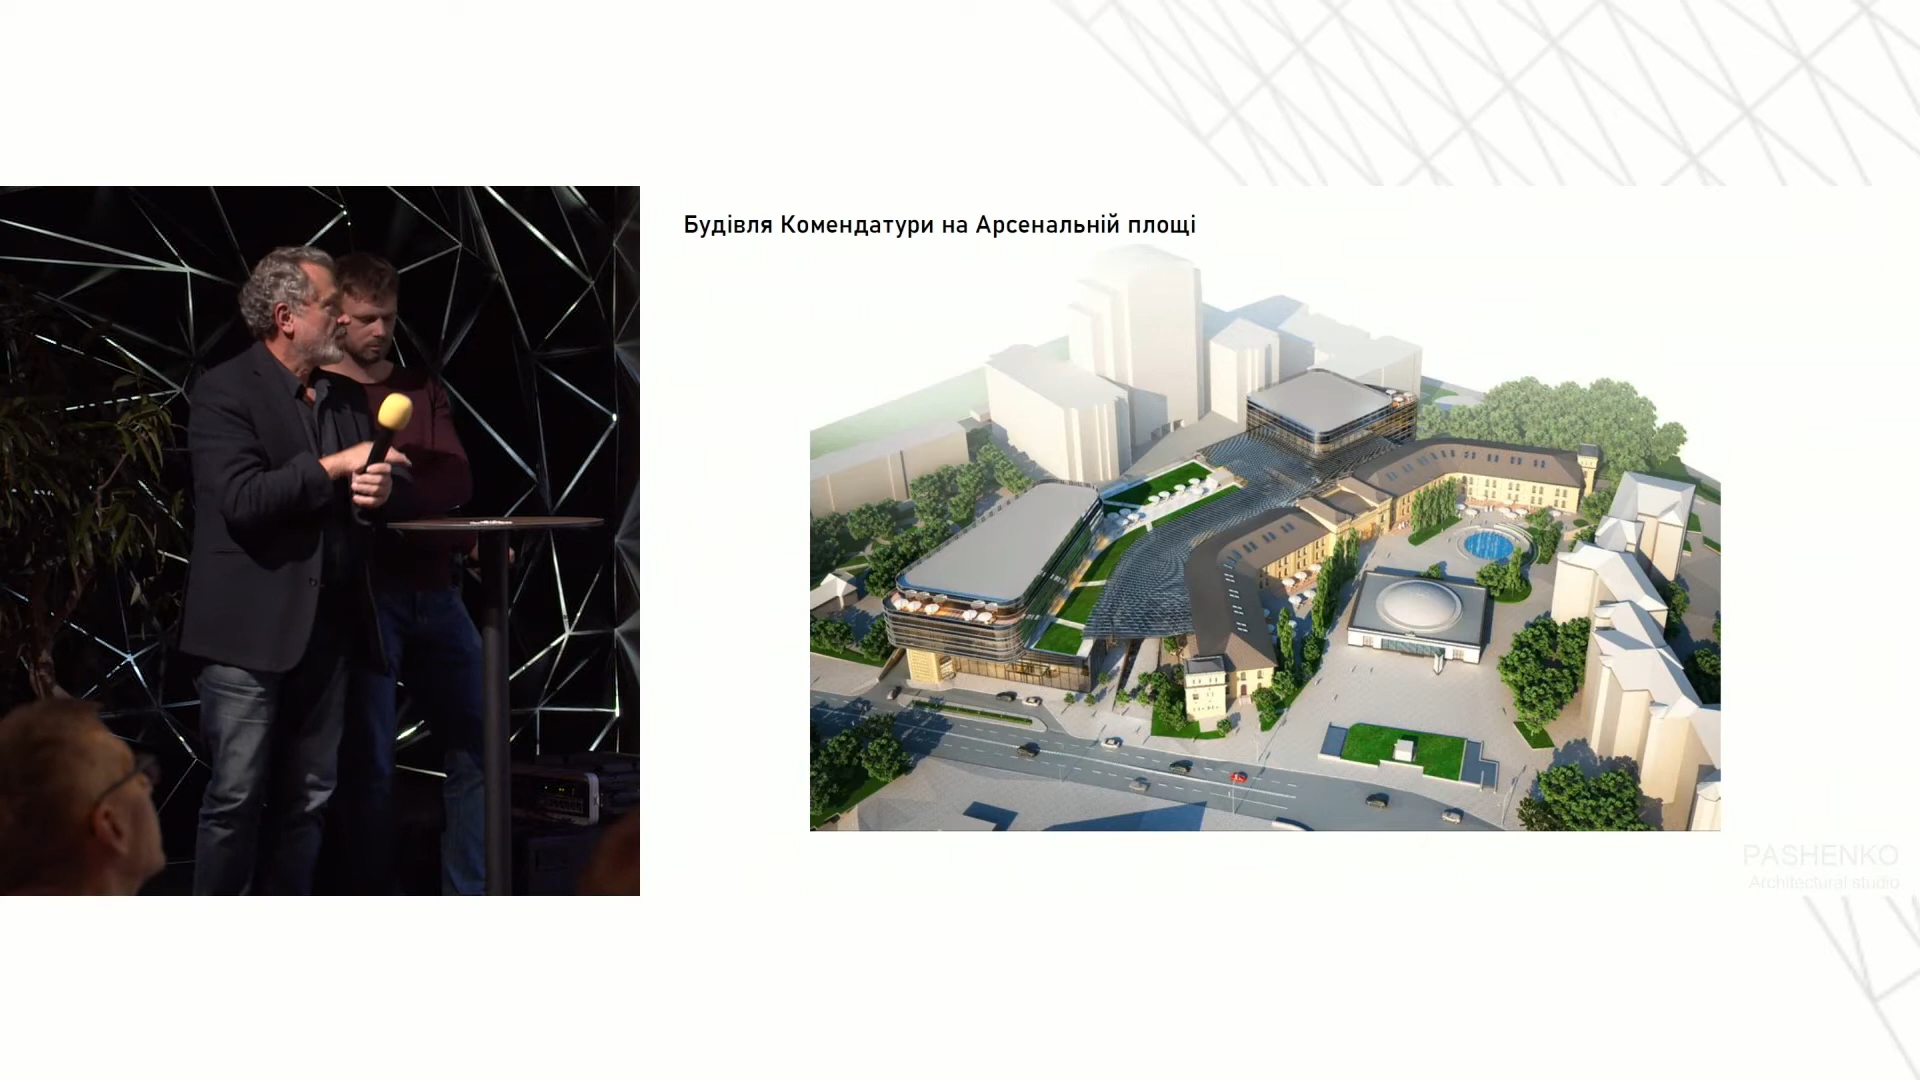 Будівля Комендатури на Арсенальній площі
PASHENKO
Architectural studio